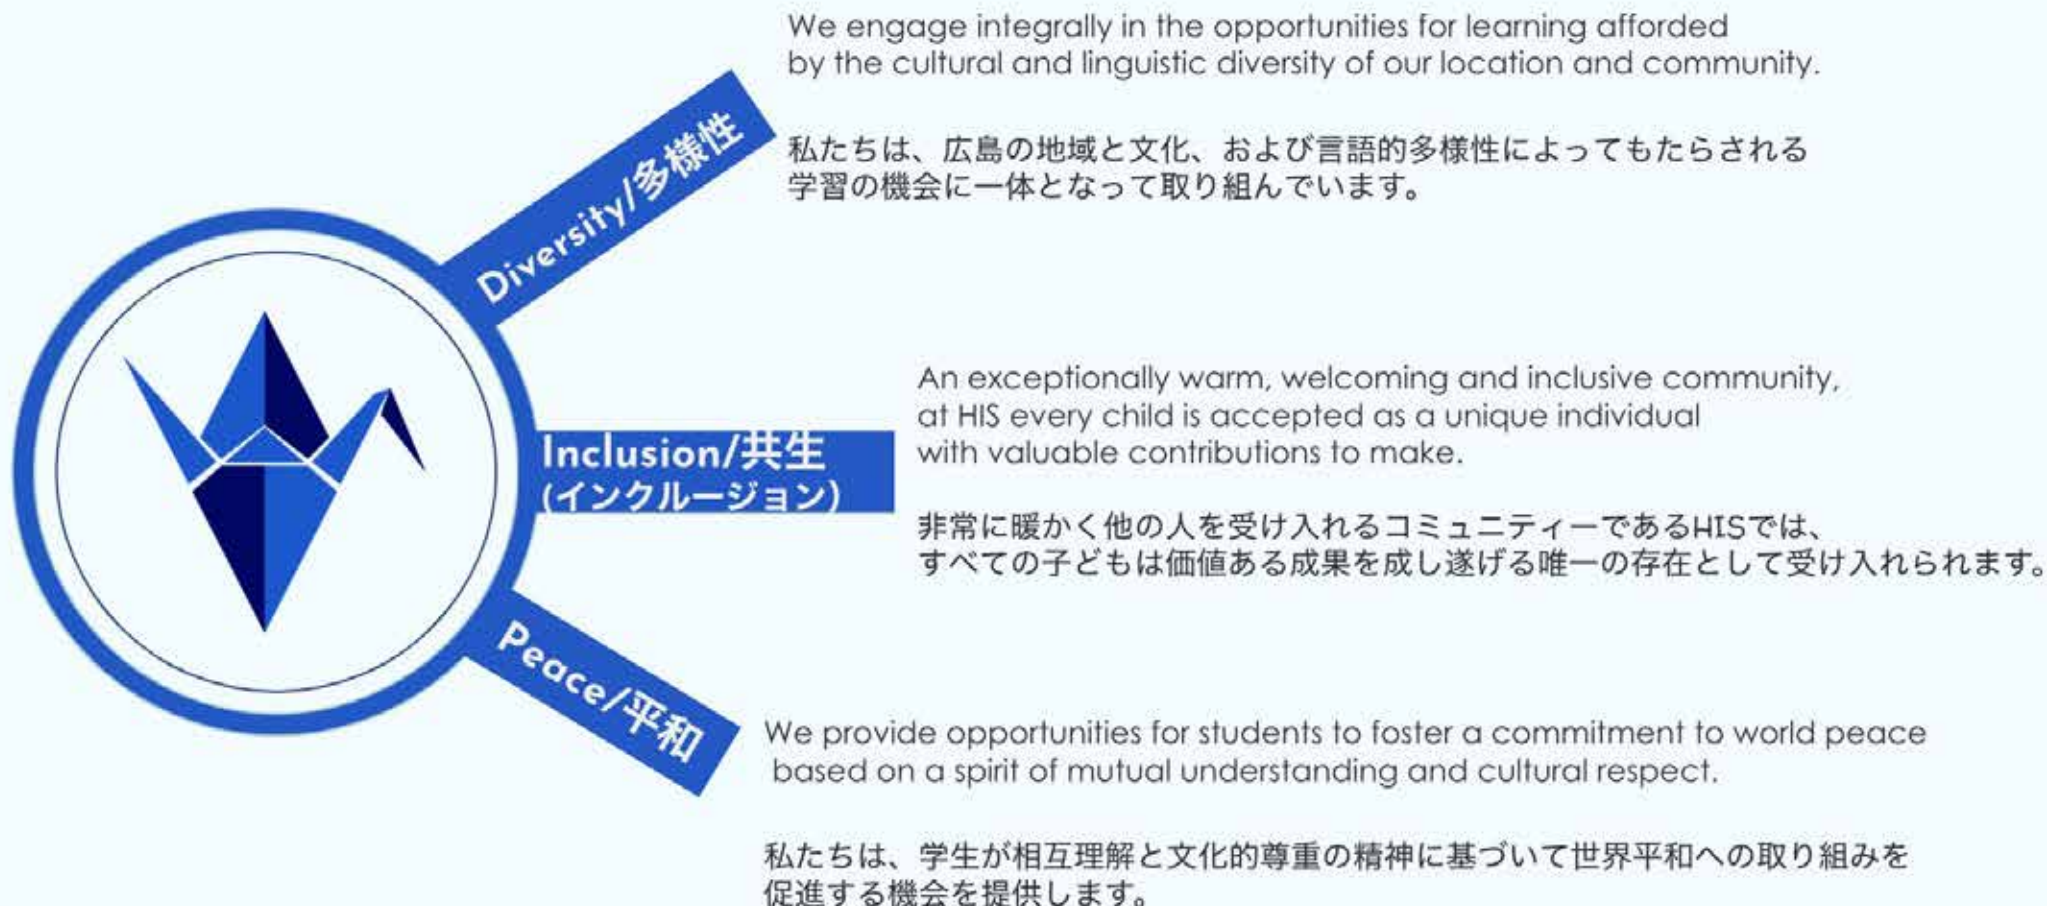 We engage integrally in the opportunities for learning afforded
by the cultural and linguistic diversity of our location and community.
Diversity/多様性
私たちは、広島の地域と文化、および言語的多様性によってもたらされる
学習の機会に一体となって取り組んでいます。
An exceptionally warm, welcoming and inclusive community,
at HIS every child is accepted as a unique individual
with valuable contributions to make.
Inclusion/共生
(インクルージョン)
非常に暖かく他の人を受け入れるコミュニティーであるHISでは、
すべての子どもは価値ある成果を成し遂げる唯一の存在として受け入れられます。
Peace/平和
We provide opportunities for students to foster a commitment to world peace
based on a spirit of mutual understanding and cultural respect.
私たちは、学生が相互理解と文化的尊重の精神に基づいて世界平和への取り組みを
促進する機会を提供します。